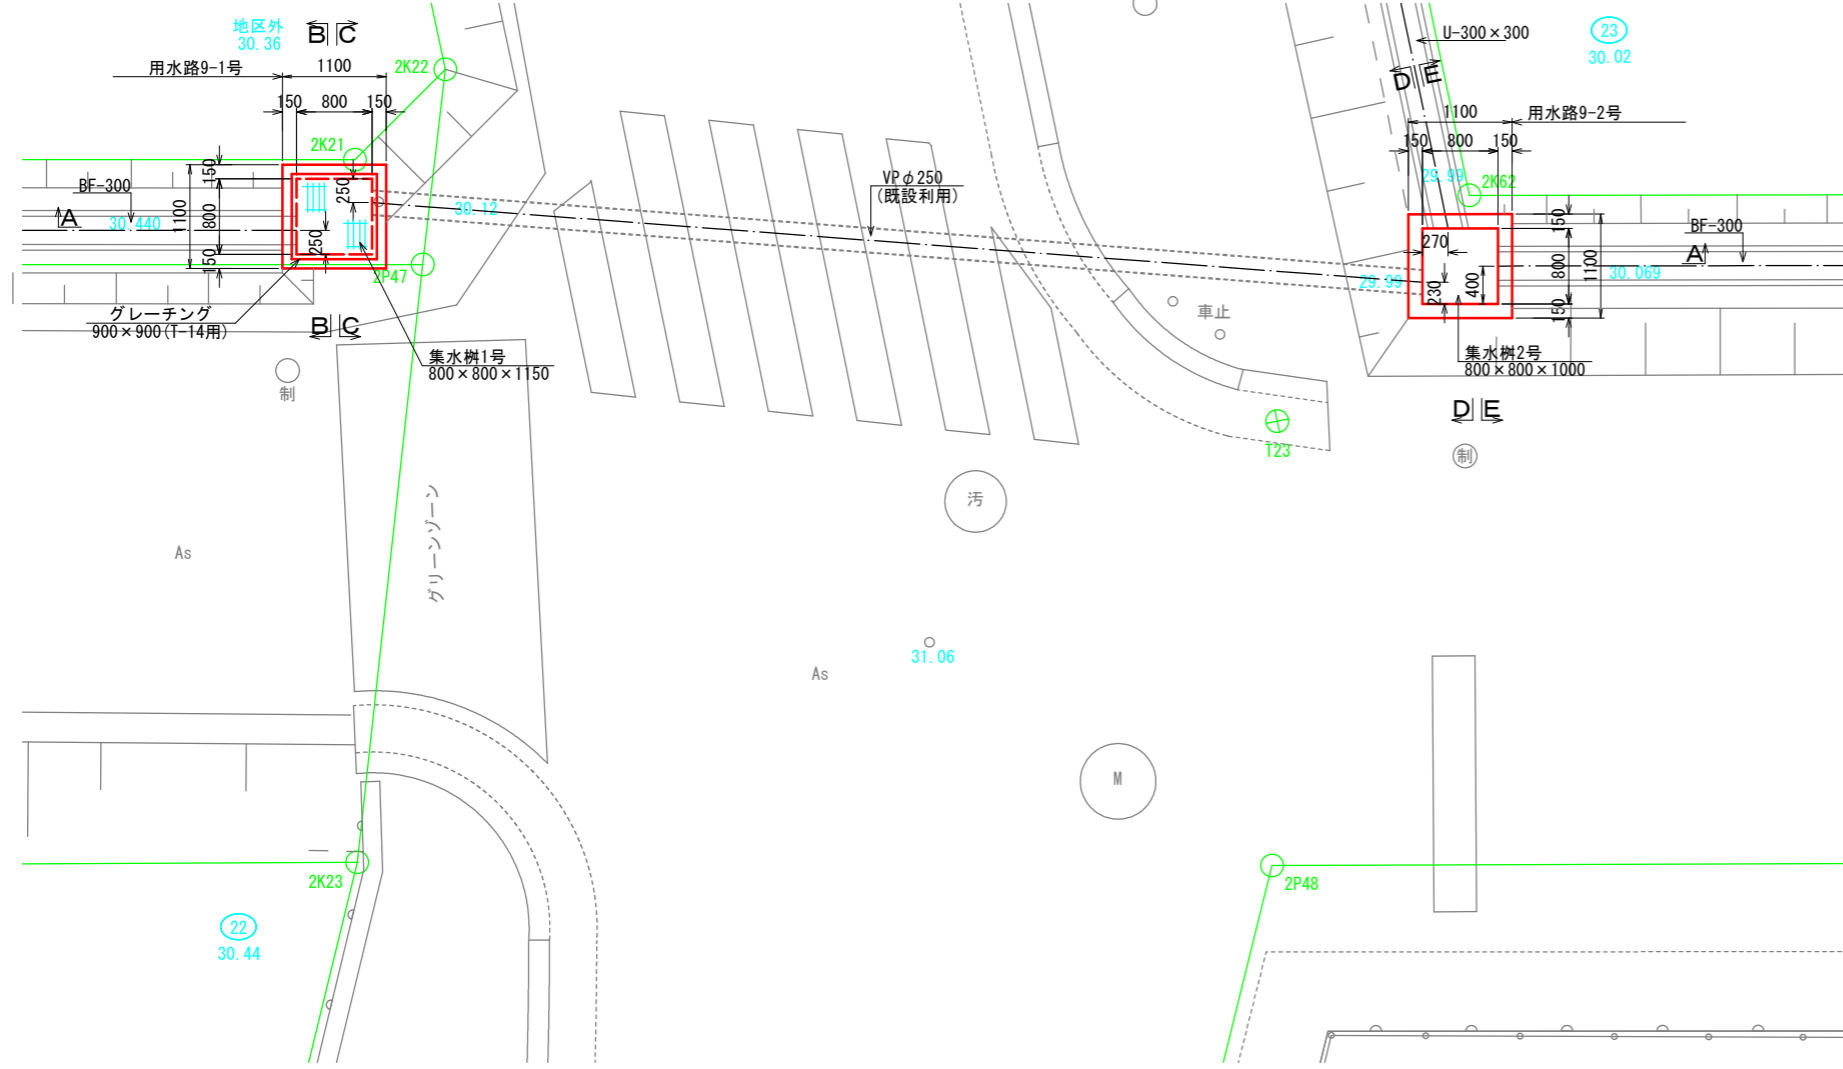 地区外
30.36
B C
用水路9-1号
1100
2K22
150 800 150
2K21
BF-300
A
30.440
150
1100
800
150
250
250
30.12
2P47
グレーチング
900×900(T-14用)
B C
集水桝1号
800×800×1150
制
VPφ250
(既設利用)
U-300×300
23
30.02
D E
1100
用水路9-2号
150 800 150
29.99
2K62
150
270
BF-300
A
800
1100
30.069
29.99
230
400
150
車止
集水桝2号
800×800×1000
D E
T23
制
汚
グリーンゾーン
As
31.06
As
M
2K23
2P48
22
30.44